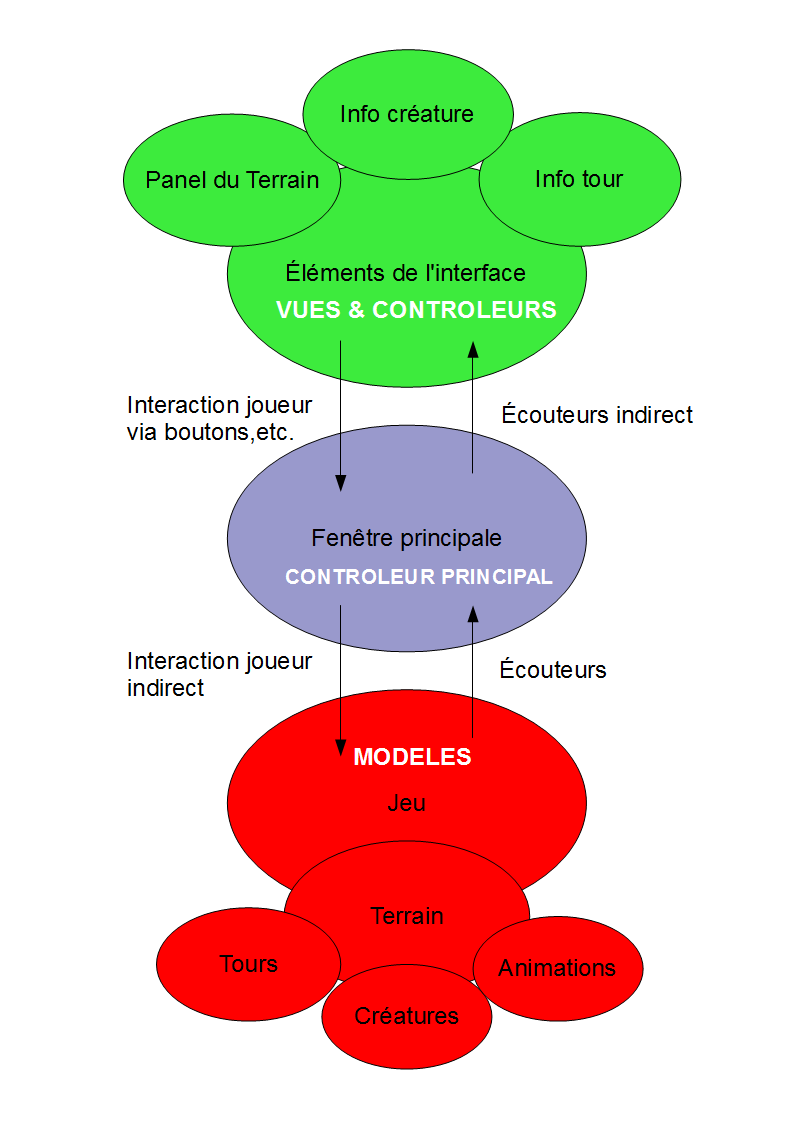 Info créature
Panel du Terrain
Info tour
Éléments de l'interface
VUES & CONTROLEURS
Interaction joueur
via boutons,etc.
Écouteurs indirect
Fenêtre principale
CONTROLEUR PRINCIPAL
Interaction joueur
indirect
Écouteurs
MODELES
Jeu
Terrain
Tours
Animations
Créatures